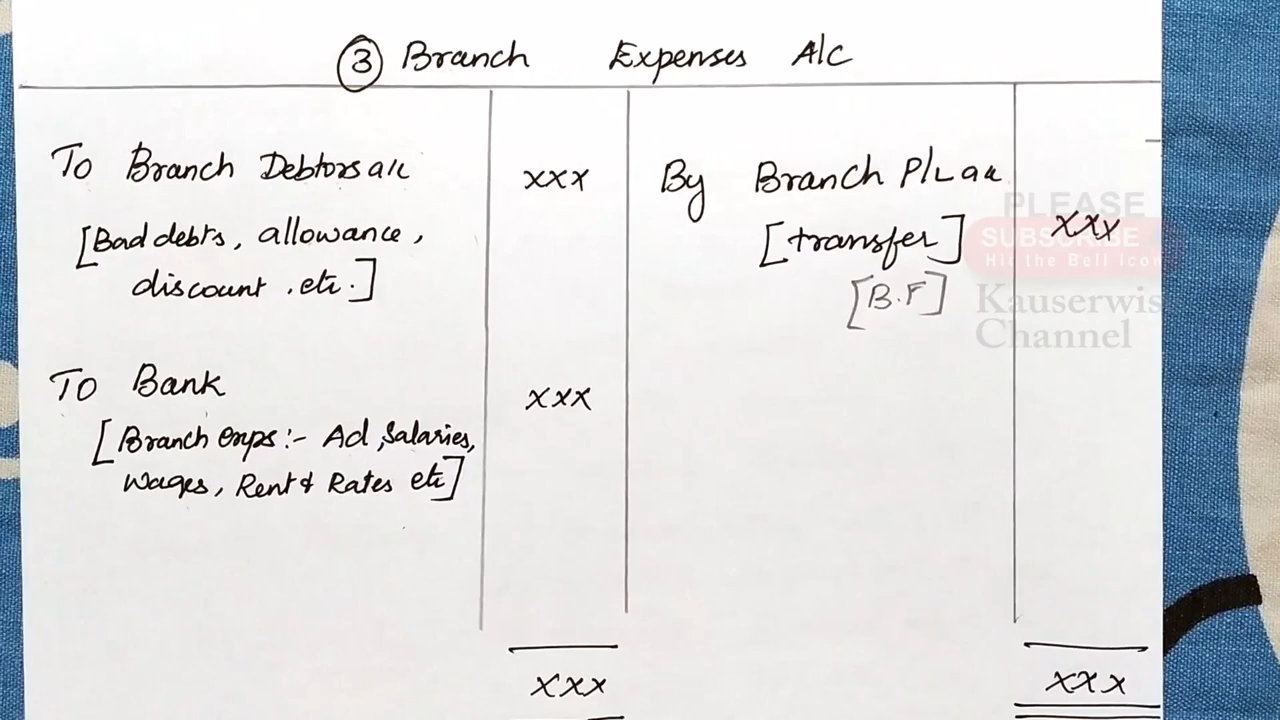 ③ Branch Expenses A/C
To Branch Debtors a/c xxx
[Bad debts, allowance,
discount, etc.]
To Bank xxx
[Branch exps:- Ad, Salaries,
Wages, Rent & Rates etc]
xxx
By Branch P/L a/c
[transfer] xxx
[B.F]
xxx
PLEASE
SUBSCRIBE
Hit the Bell Icon
Kauserwis
Channel